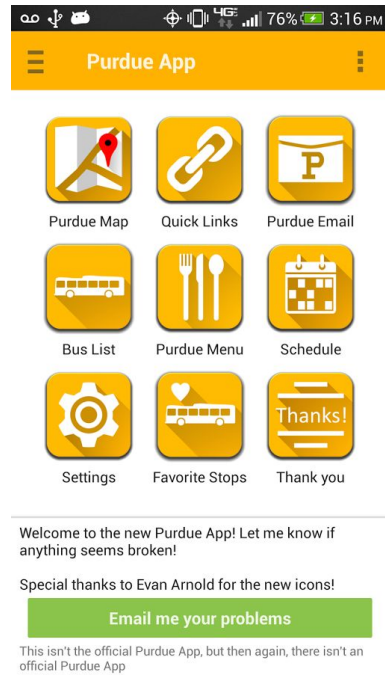 4G 76% 3:16 PM
Purdue App
P
Purdue Map Quick Links Purdue Email
Bus List Purdue Menu Schedule
Thanks!
Settings Favorite Stops Thank you
Welcome to the new Purdue App! Let me know if
anything seems broken!
Special thanks to Evan Arnold for the new icons!
Email me your problems
This isn't the official Purdue App, but then again, there isn't an
official Purdue App